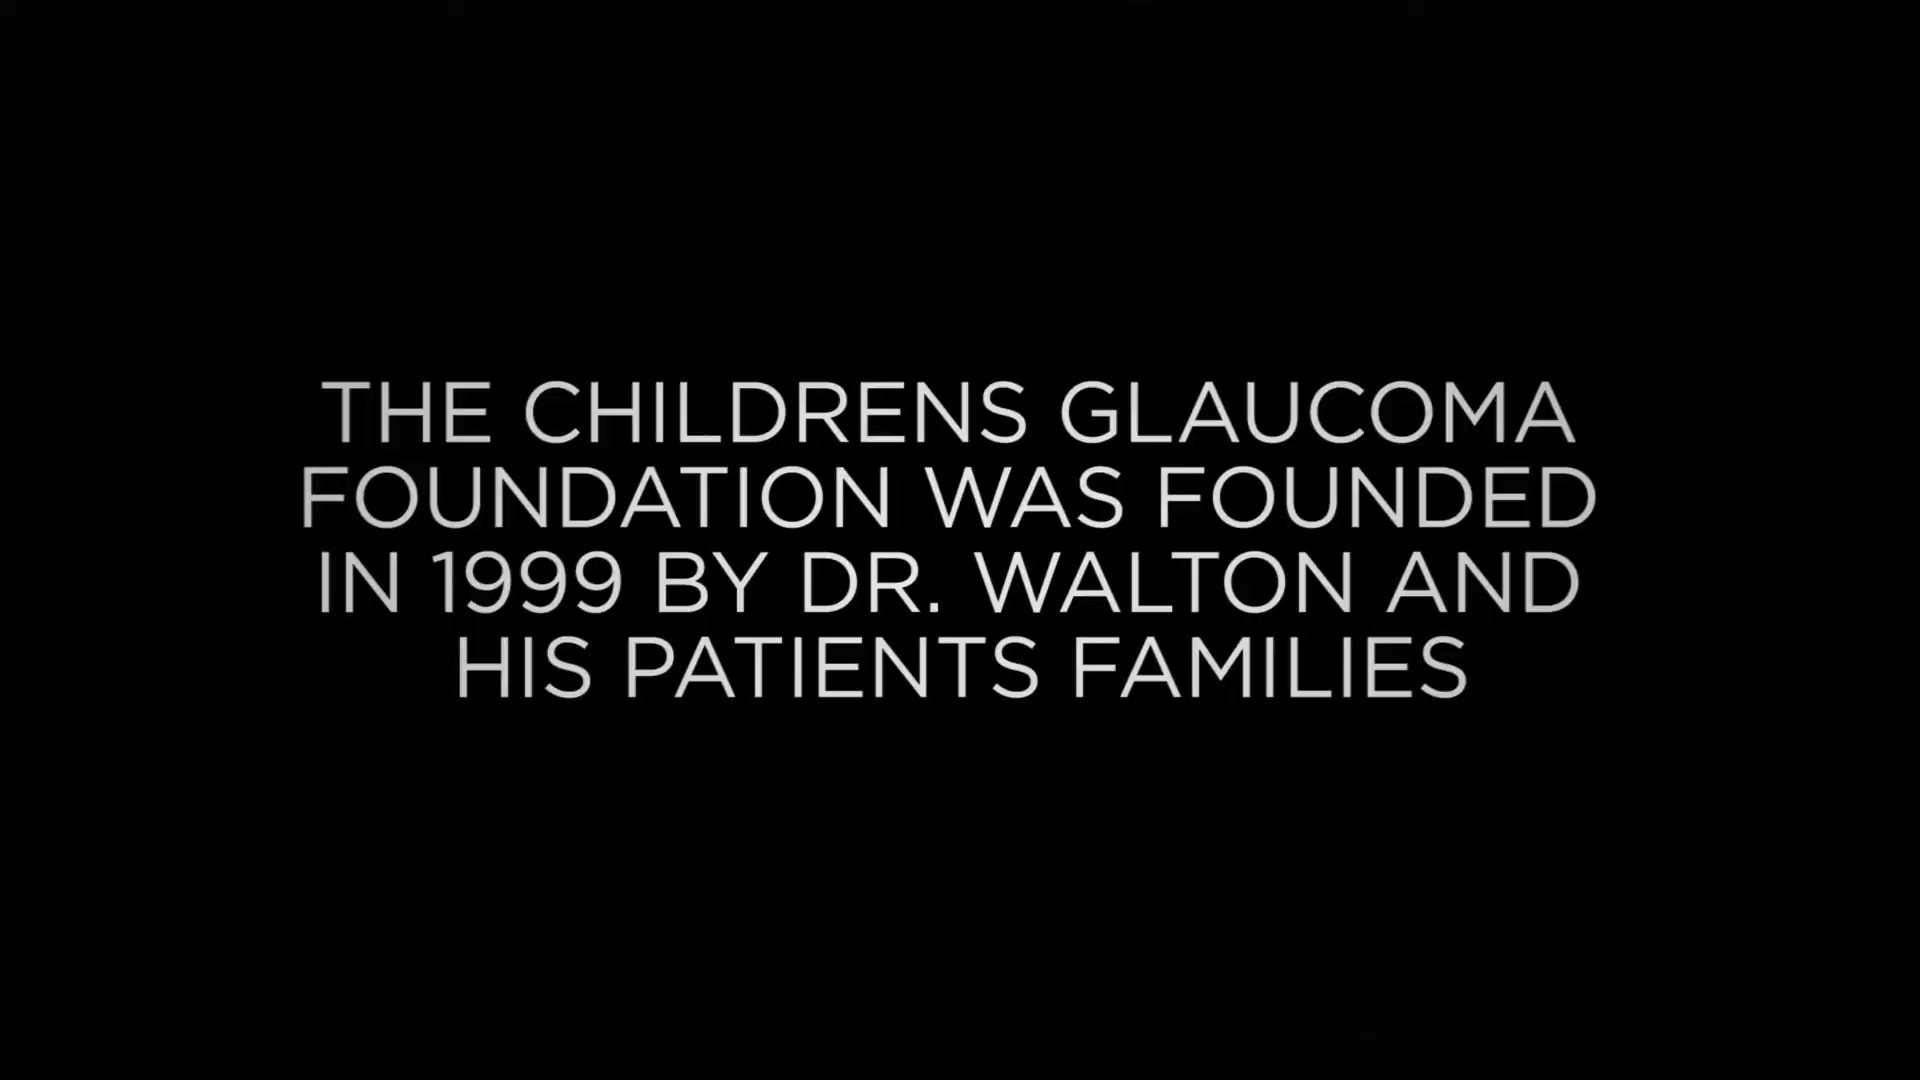 THE CHILDRENS GLAUCOMA
FOUNDATION WAS FOUNDED
IN 1999 BY DR. WALTON AND
HIS PATIENTS FAMILIES